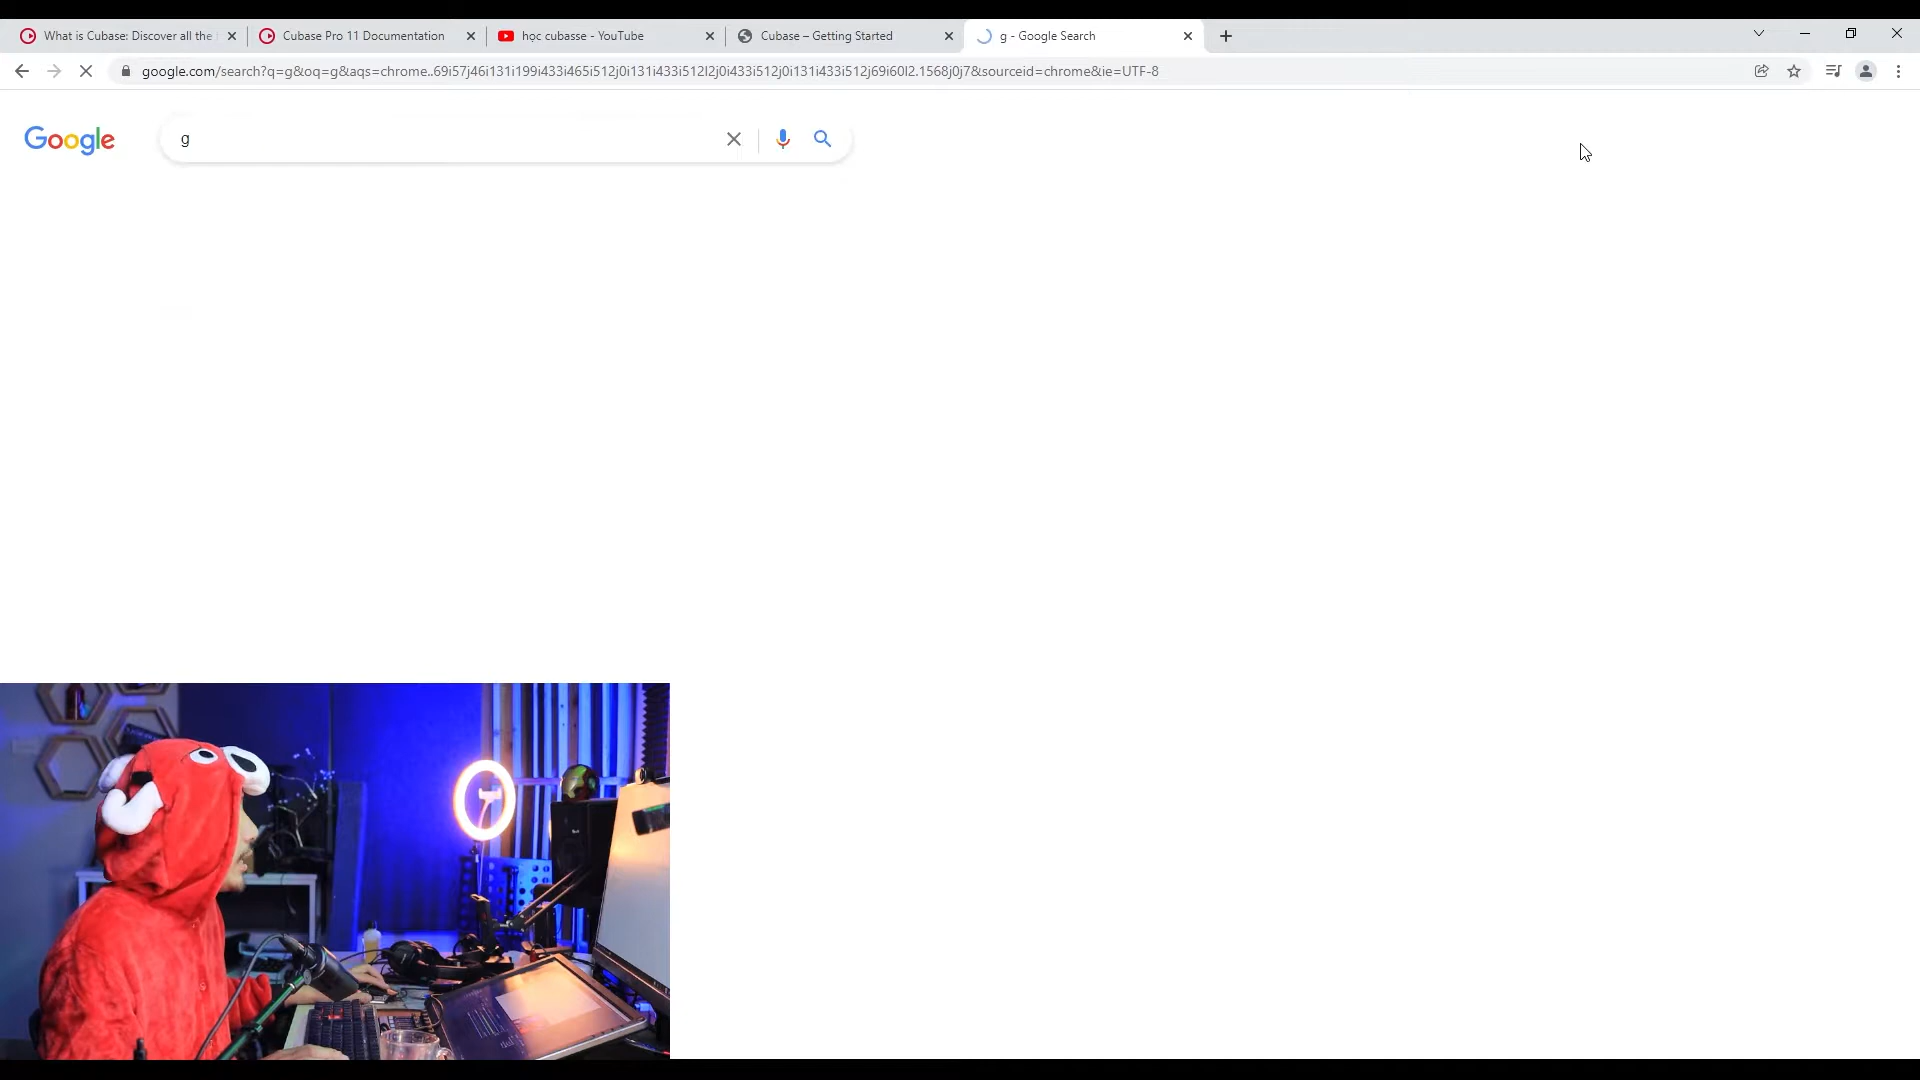 What is Cubase: Discover all the
Cubase Pro 11 Documentation
học cubasse - YouTube
Cubase – Getting Started
g - Google Search
google.com/search?q=g&oq=g&aqs=chrome..69i57j46i131i199i433i465i512j0i131i433i512l2j0i433i512j0i131i433i512j69i60l2.1568j0j7&sourceid=chrome&ie=UTF-8
Google
g